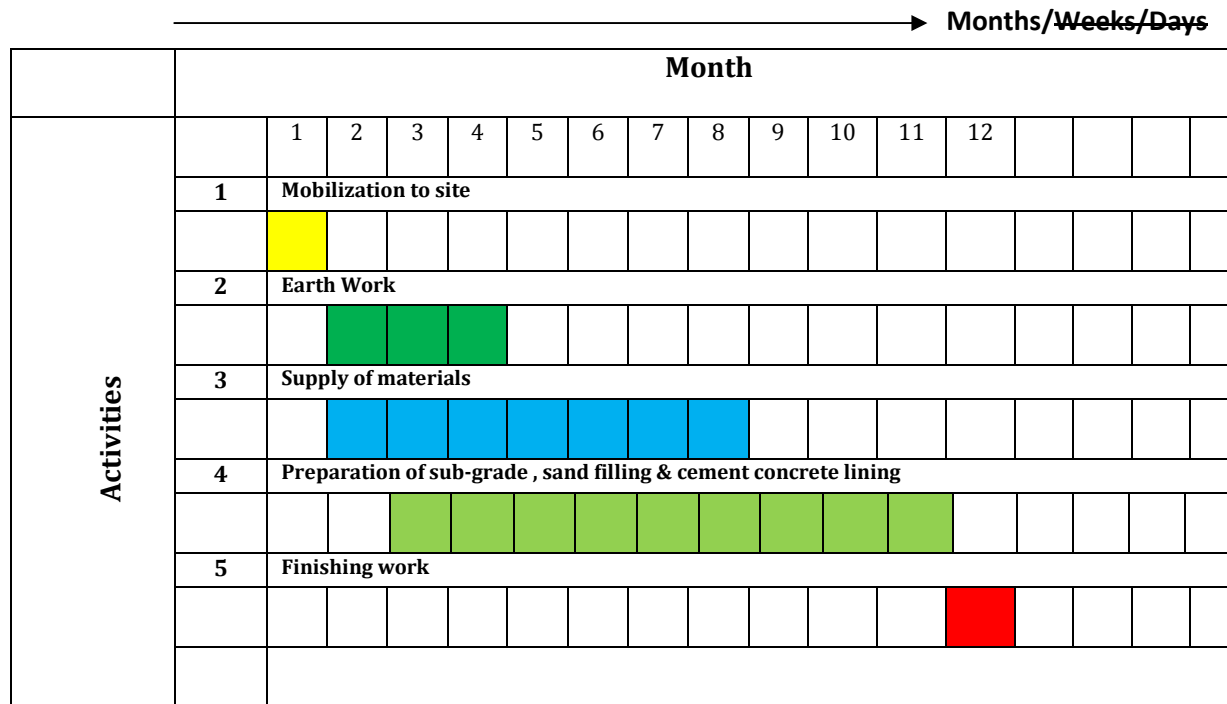 Months/Weeks/Days
Month
1 2 3 4 5 6 7 8 9 10 11 12
Activities
1 Mobilization to site
2 Earth Work
3 Supply of materials
4 Preparation of sub-grade , sand filling & cement concrete lining
5 Finishing work